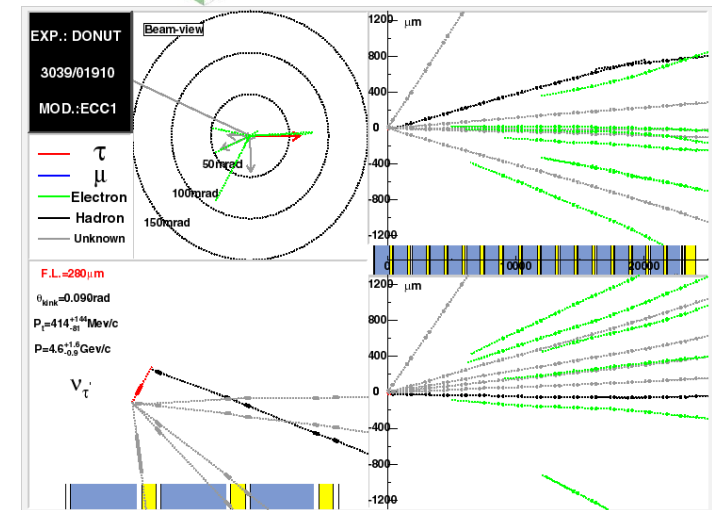 EXP.: DONUT
3039/01910
MOD.:ECC1
τ
μ
Electron
Hadron
Unknown
Beam-view
50mrad
100mrad
150mrad
1200
μm
800
400
0
-400
-800
-1200
0
10000
20000
F.L.=280μm
θkink=0.090rad
Pt=414+144-81Mev/c
P=4.6+1.6-0.9Gev/c
ντ'
1200
μm
800
400
0
-400
-800
-1200